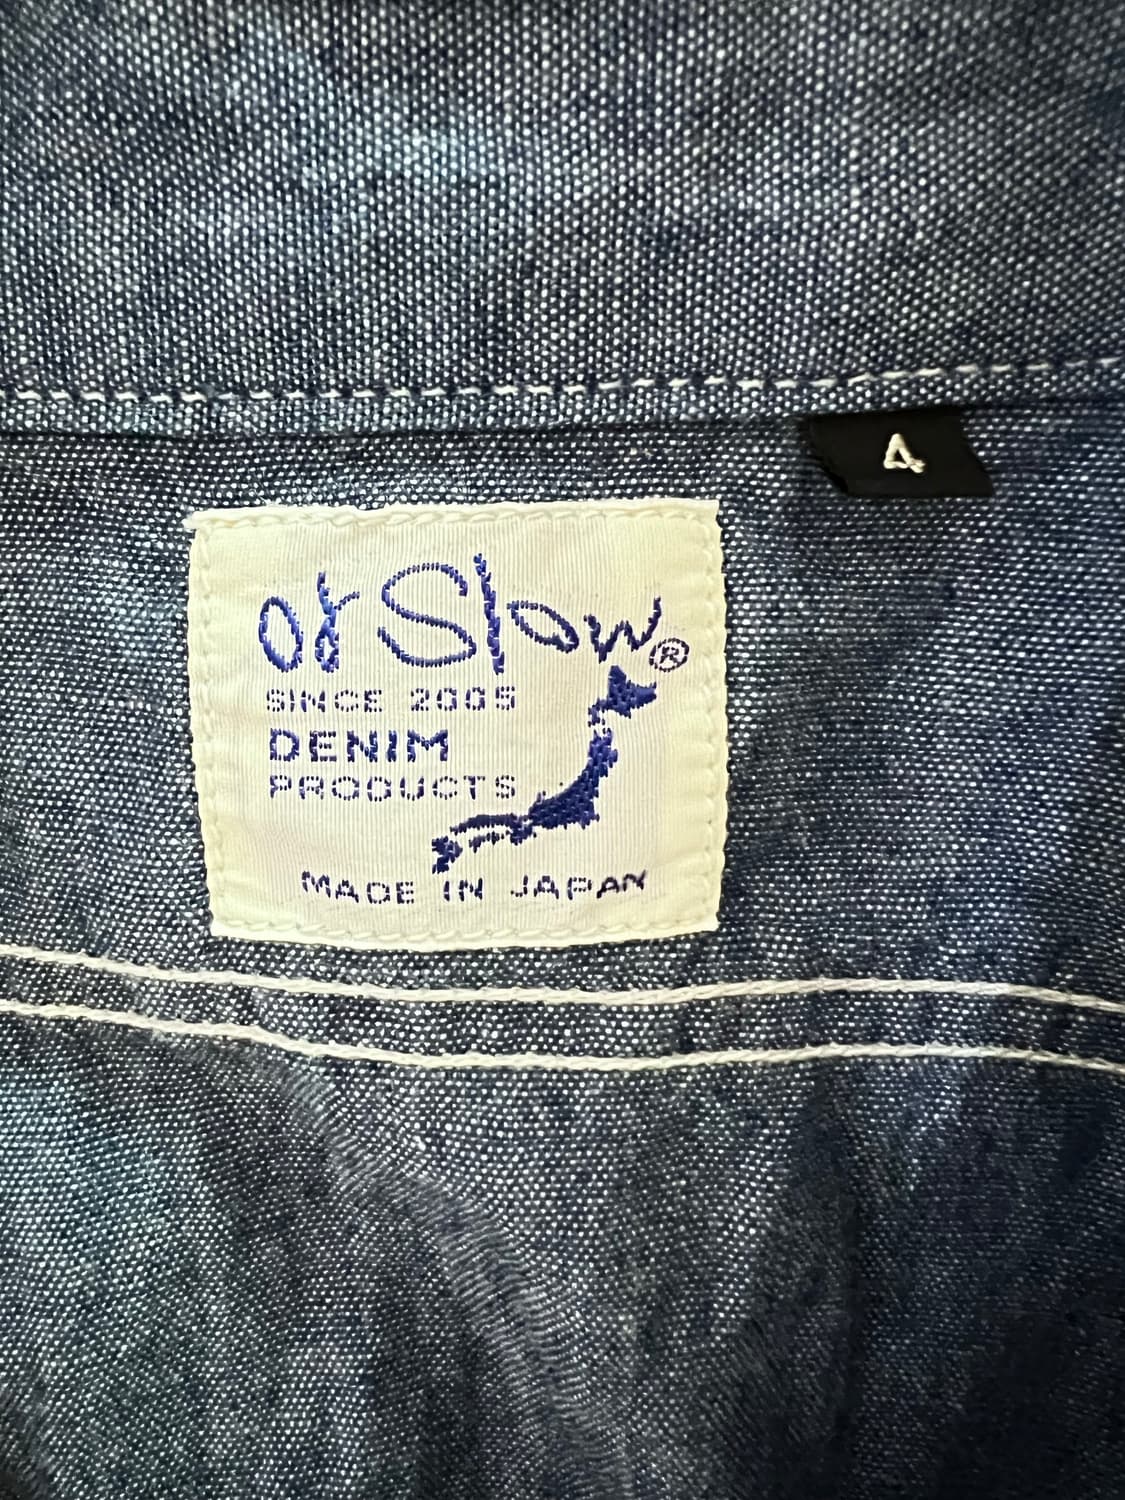 4
or slow®
SINCE 2005
DENIM
PRODUCTS
MADE IN JAPAN